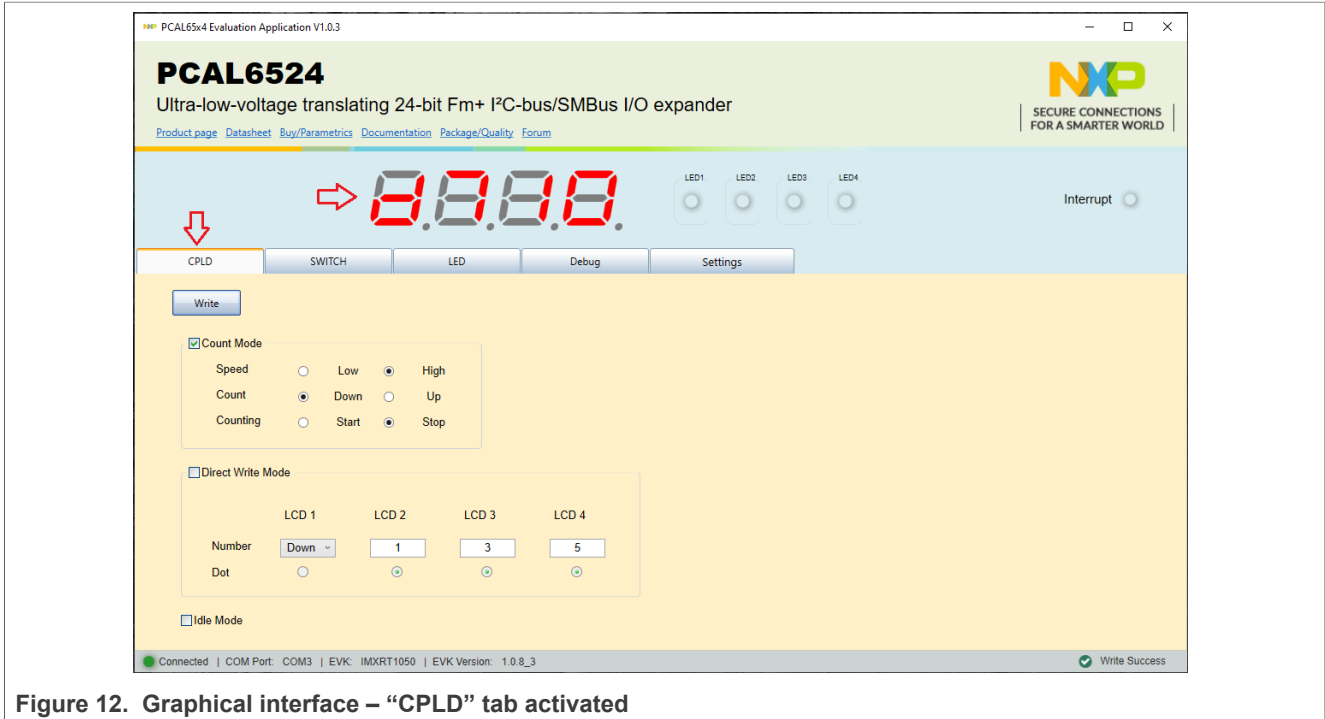 NXP PCAL65x4 Evaluation Application V1.0.3
PCAL6524
Ultra-low-voltage translating 24-bit Fm+ I²C-bus/SMBus I/O expander
Product page Datasheet Buy/Parametrics Documentation Package/Quality Forum
NXP
SECURE CONNECTIONS
FOR A SMARTER WORLD
d710
LED1 LED2 LED3 LED4
Interrupt
CPLD SWITCH LED Debug Settings
Write
Count Mode
Speed Low High
Count Down Up
Counting Start Stop
Direct Write Mode
LCD 1 LCD 2 LCD 3 LCD 4
Number Down 1 3 5
Dot
Idle Mode
Connected | COM Port: COM3 | EVK: IMXRT1050 | EVK Version: 1.0.8_3 Write Success
Figure 12. Graphical interface – “CPLD” tab activated